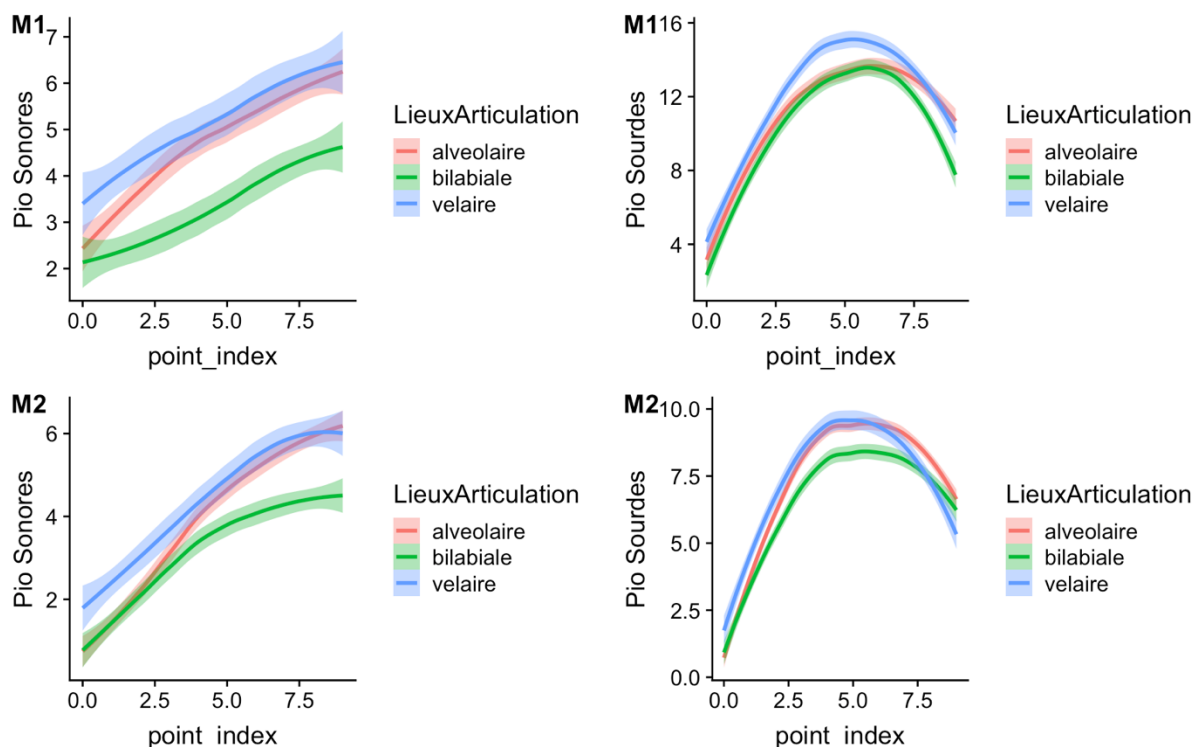 M1
Pio Sonores
7
6
5
4
3
2
0.0 2.5 5.0 7.5
point_index
LieuxArticulation
alveolaire
bilabiale
velaire
M1
Pio Sourdes
16
12
8
4
0.0 2.5 5.0 7.5
point_index
LieuxArticulation
alveolaire
bilabiale
velaire
M2
Pio Sonores
6
4
2
0.0 2.5 5.0 7.5
point_index
LieuxArticulation
alveolaire
bilabiale
velaire
M2
Pio Sourdes
10.0
7.5
5.0
2.5
0.0
0.0 2.5 5.0 7.5
point_index
LieuxArticulation
alveolaire
bilabiale
velaire